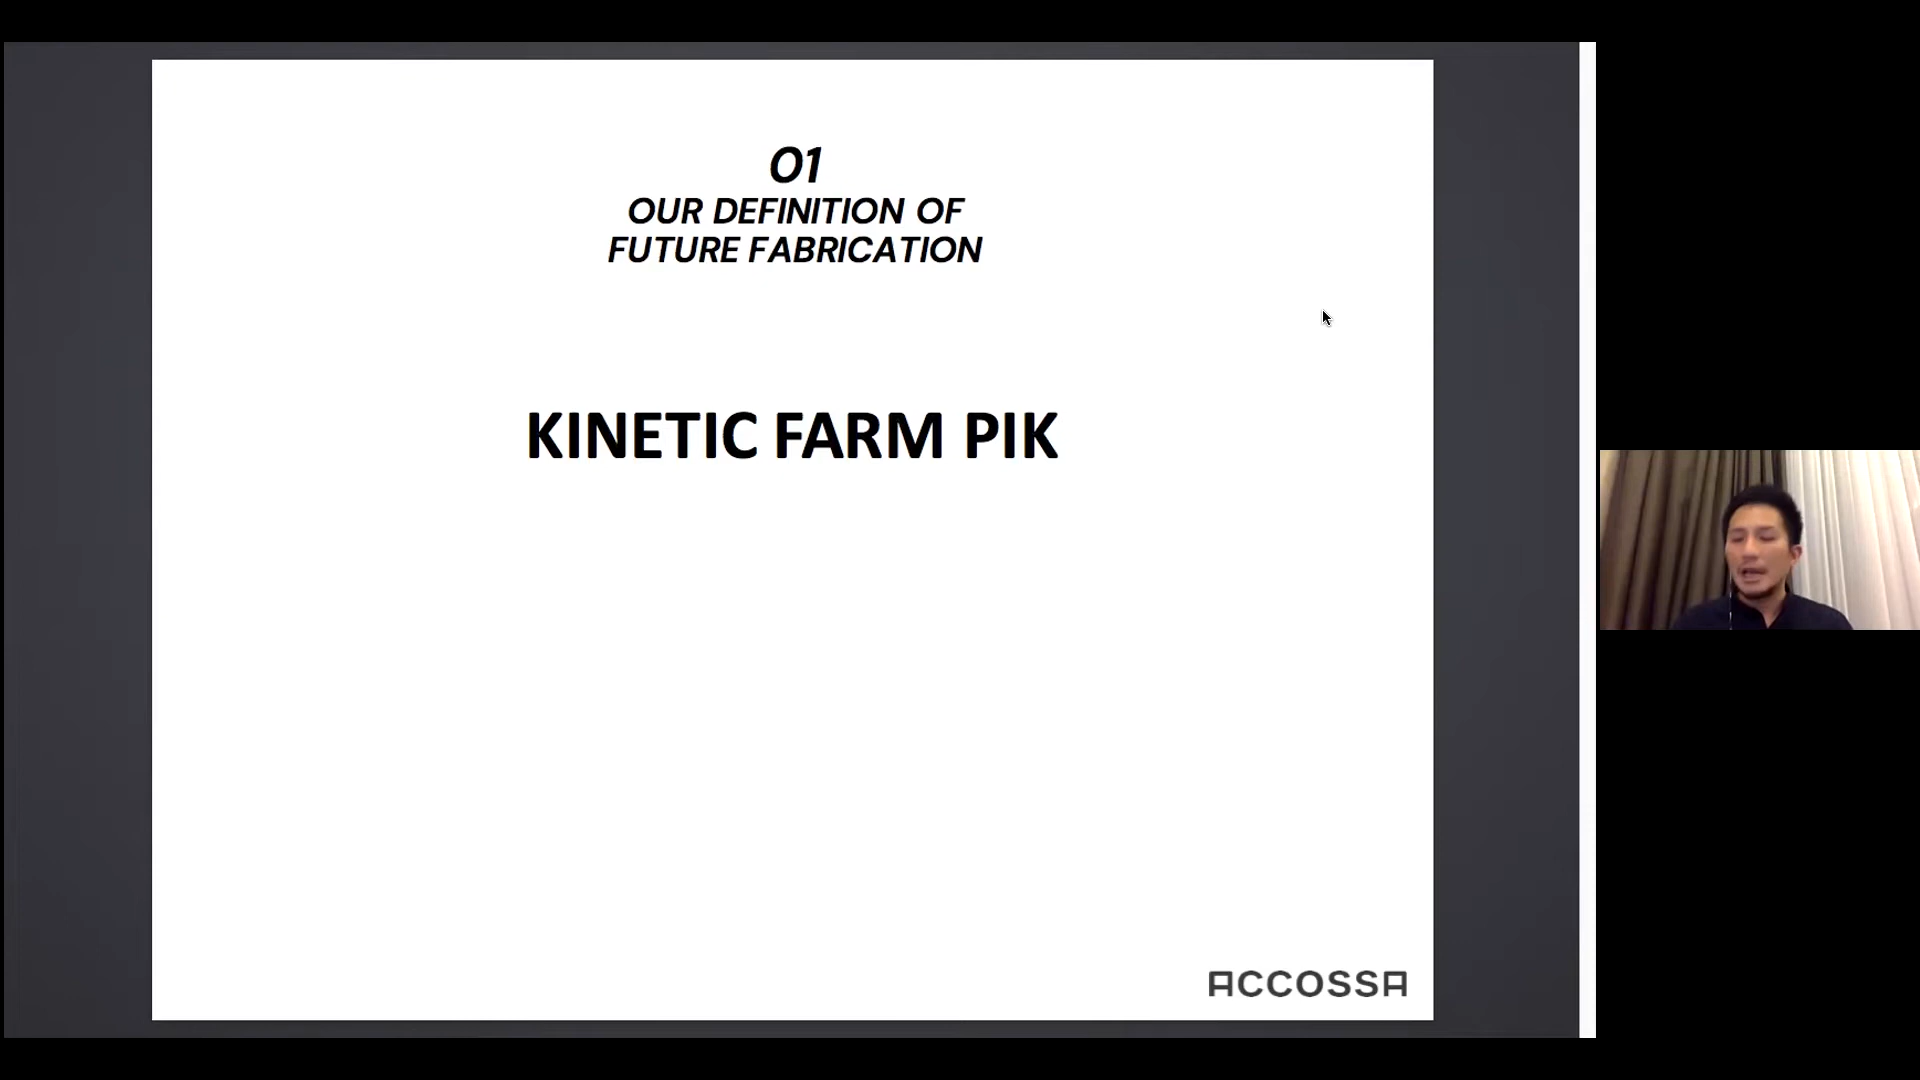 01
OUR DEFINITION OF
FUTURE FABRICATION
KINETIC FARM PIK
ACCOSSA